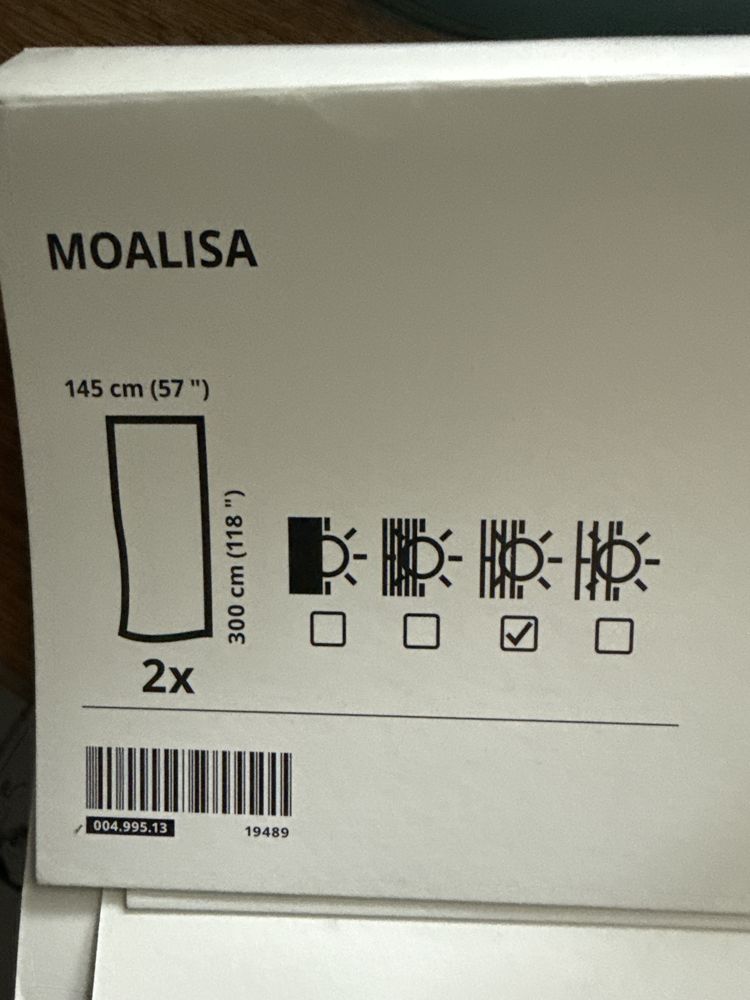 MOALISA
145 cm (57 ")
300 cm (118 ")
2x
004.995.13
19489